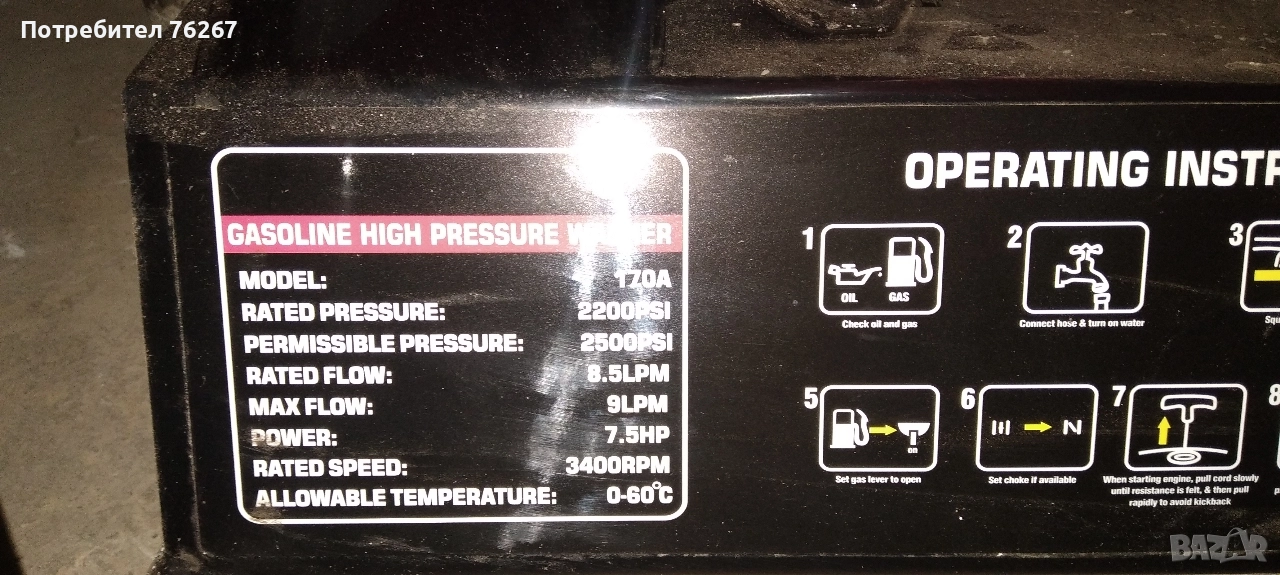 Потребител 76267
GASOLINE HIGH PRESSURE
MODEL: 170A
RATED PRESSURE: 2200PSI
PERMISSIBLE PRESSURE: 2500PSI
RATED FLOW: 8.5LPM
MAX FLOW: 9LPM
POWER: 7.5HP
RATED SPEED: 3400RPM
ALLOWABLE TEMPERATURE: 0-60°C
OPERATING
1
OIL GAS
Check oil and gas
2
Connect hose & turn on water
3
5
on
Set gas lever to open
6
Set choke if available
7
When starting engine, pull cord slowly
until resistance is felt, & then pull
rapidly to avoid kickback
8
BAZAR